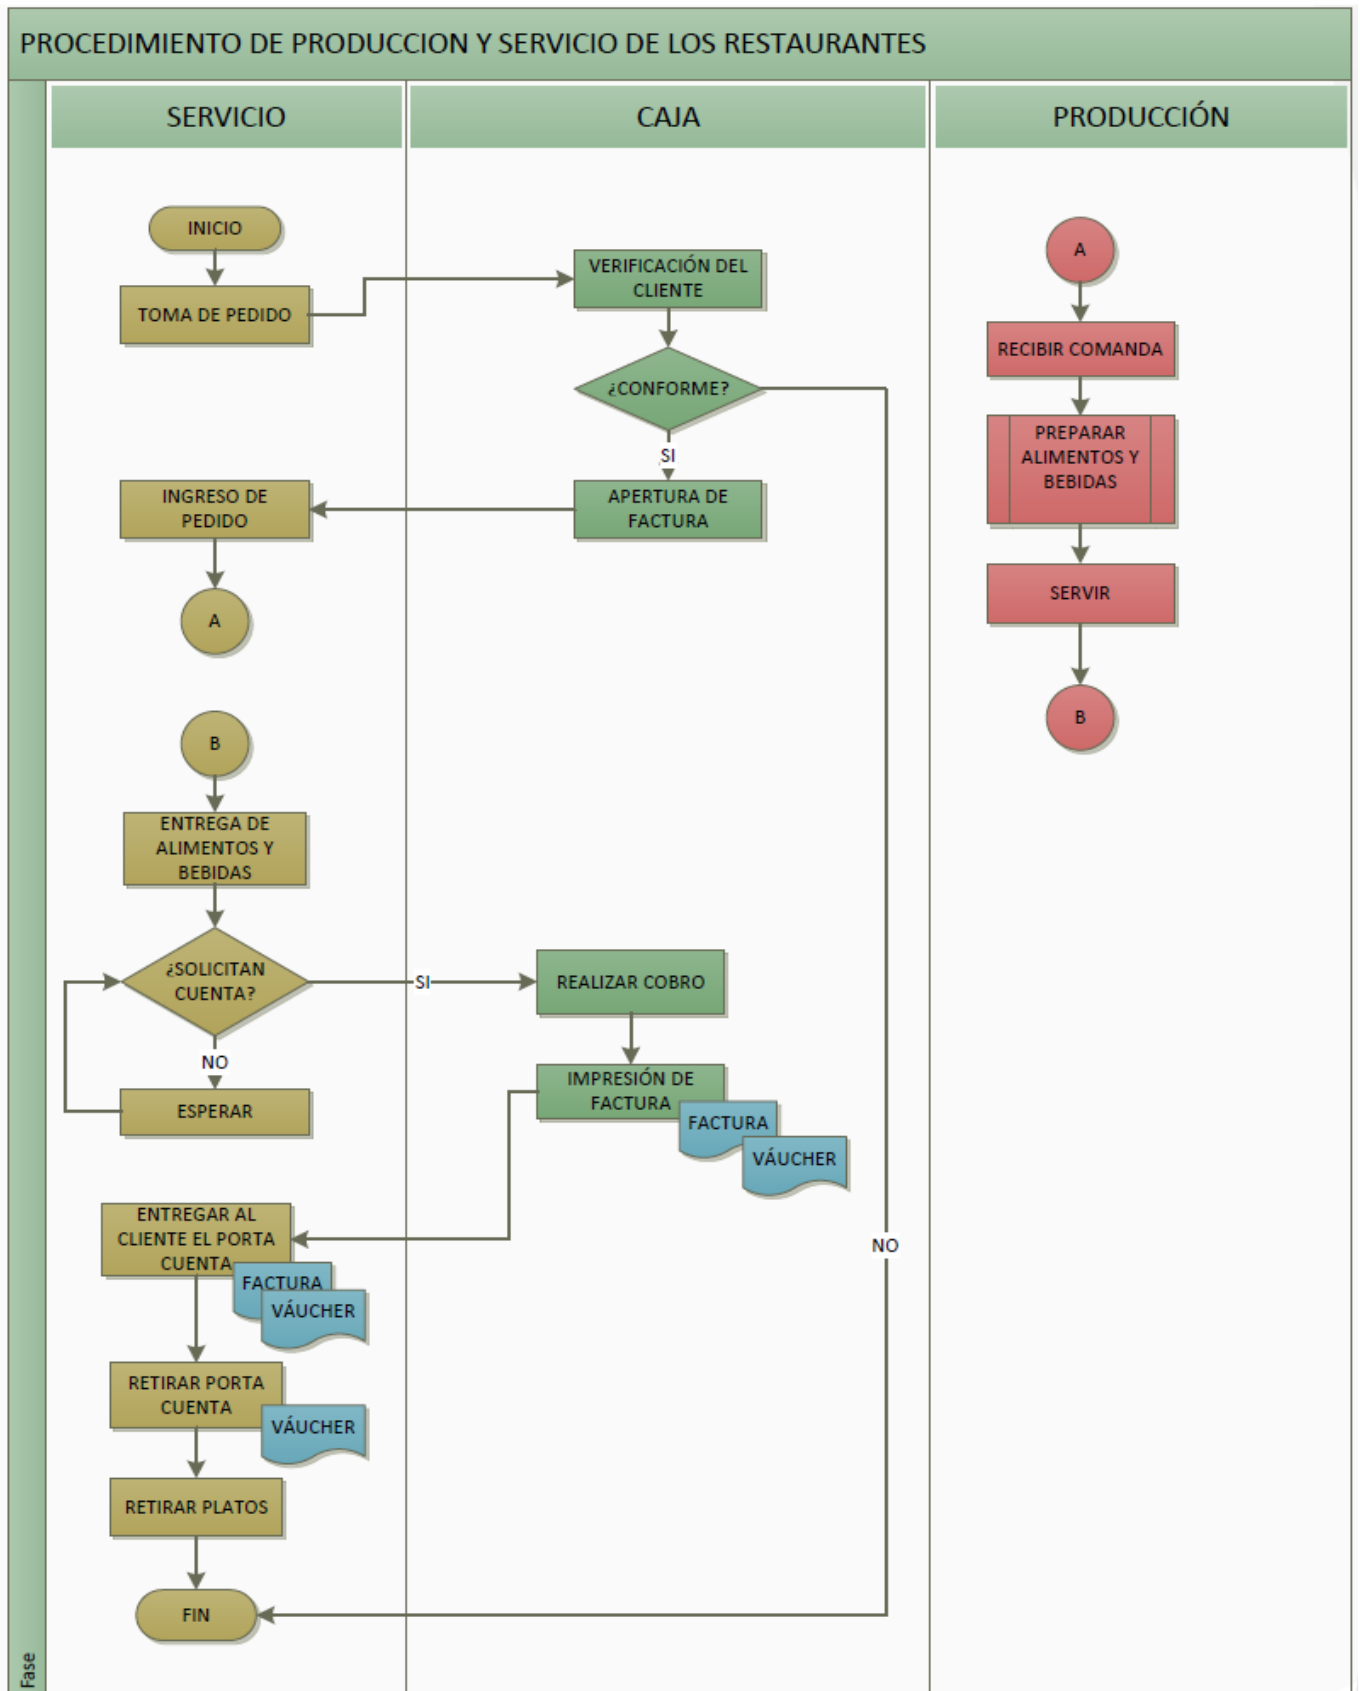 PROCEDIMIENTO DE PRODUCCION Y SERVICIO DE LOS RESTAURANTES
SERVICIO
CAJA
PRODUCCIÓN
INICIO
TOMA DE PEDIDO
VERIFICACIÓN DEL
CLIENTE
¿CONFORME?
SI
APERTURA DE
FACTURA
INGRESO DE
PEDIDO
A
A
RECIBIR COMANDA
PREPARAR
ALIMENTOS Y
BEBIDAS
SERVIR
B
B
ENTREGA DE
ALIMENTOS Y
BEBIDAS
¿SOLICITAN
CUENTA?
SI
NO
ESPERAR
REALIZAR COBRO
IMPRESIÓN DE
FACTURA
FACTURA
VÁUCHER
NO
ENTREGAR AL
CLIENTE EL PORTA
CUENTA
FACTURA
VÁUCHER
RETIRAR PORTA
CUENTA
VÁUCHER
RETIRAR PLATOS
FIN
Fase